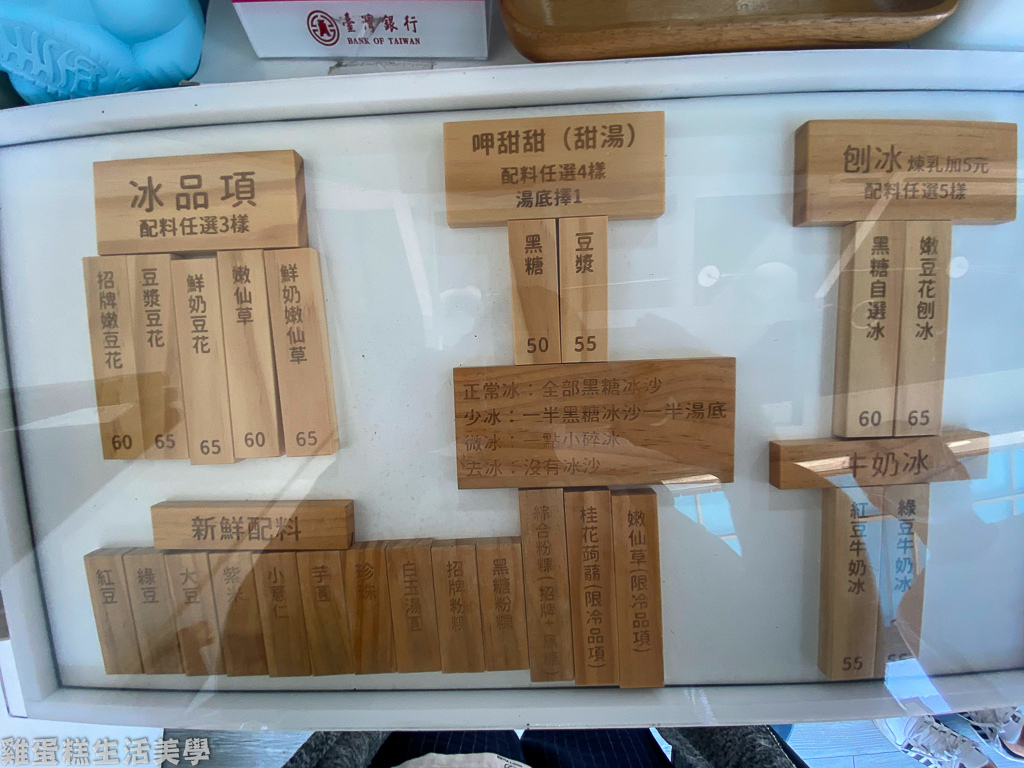 臺灣銀行
BANK OF TAIWAN
冰品項
配料任選3樣
招牌嫩豆花 60
豆漿豆花 65
鮮奶豆花 65
嫩仙草 60
鮮奶嫩仙草 65
呷甜甜（甜湯）
配料任選4樣
湯底擇1
黑糖 50
豆漿 55
正常冰：全部黑糖冰沙
少冰：一半黑糖冰沙一半湯底
微冰：一點小碎冰
去冰：沒有冰沙
刨冰 煉乳加5元
配料任選5樣
黑糖自選冰 60
嫩豆花刨冰 65
牛奶冰
紅豆牛奶冰 55
綠豆牛奶冰 55
新鮮配料
紅豆
綠豆
大豆
紫米
小薏仁
芋圓
珍珠
白玉湯圓
招牌粉粿
黑糖粉粿
綜合粉粿(招牌+黑糖)
桂花蒟蒻(限冷品項)
嫩仙草(限冷品項)
雞蛋糕生活美學